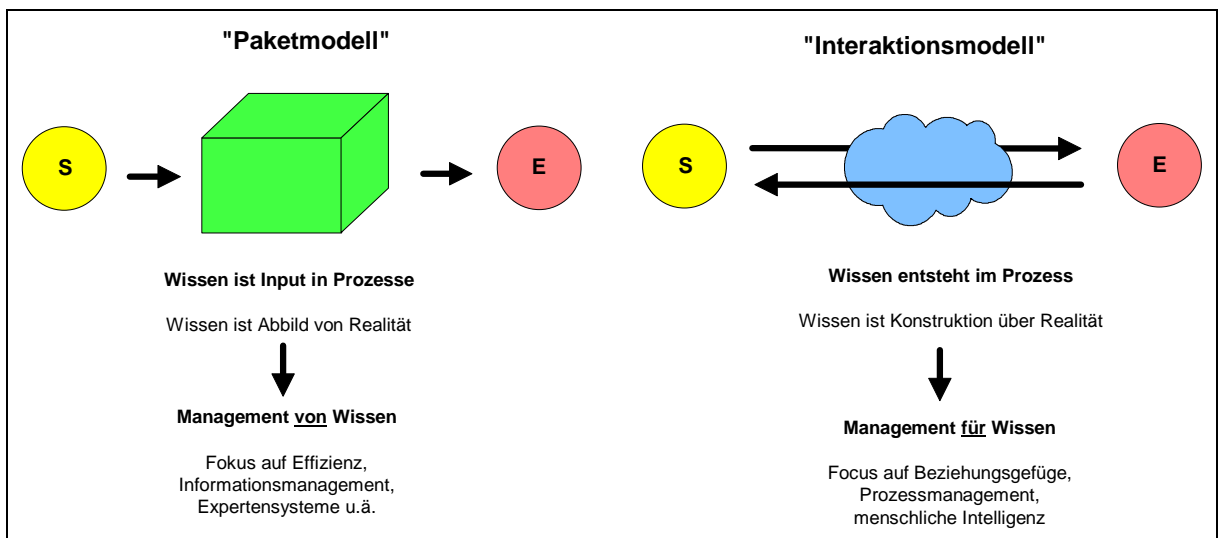 "Paketmodell"
S
E
Wissen ist Input in Prozesse
Wissen ist Abbild von Realität
Management von Wissen
Fokus auf Effizienz,
Informationsmanagement,
Expertensysteme u.ä.
"Interaktionsmodell"
S
E
Wissen entsteht im Prozess
Wissen ist Konstruktion über Realität
Management für Wissen
Focus auf Beziehungsgefüge,
Prozessmanagement,
menschliche Intelligenz